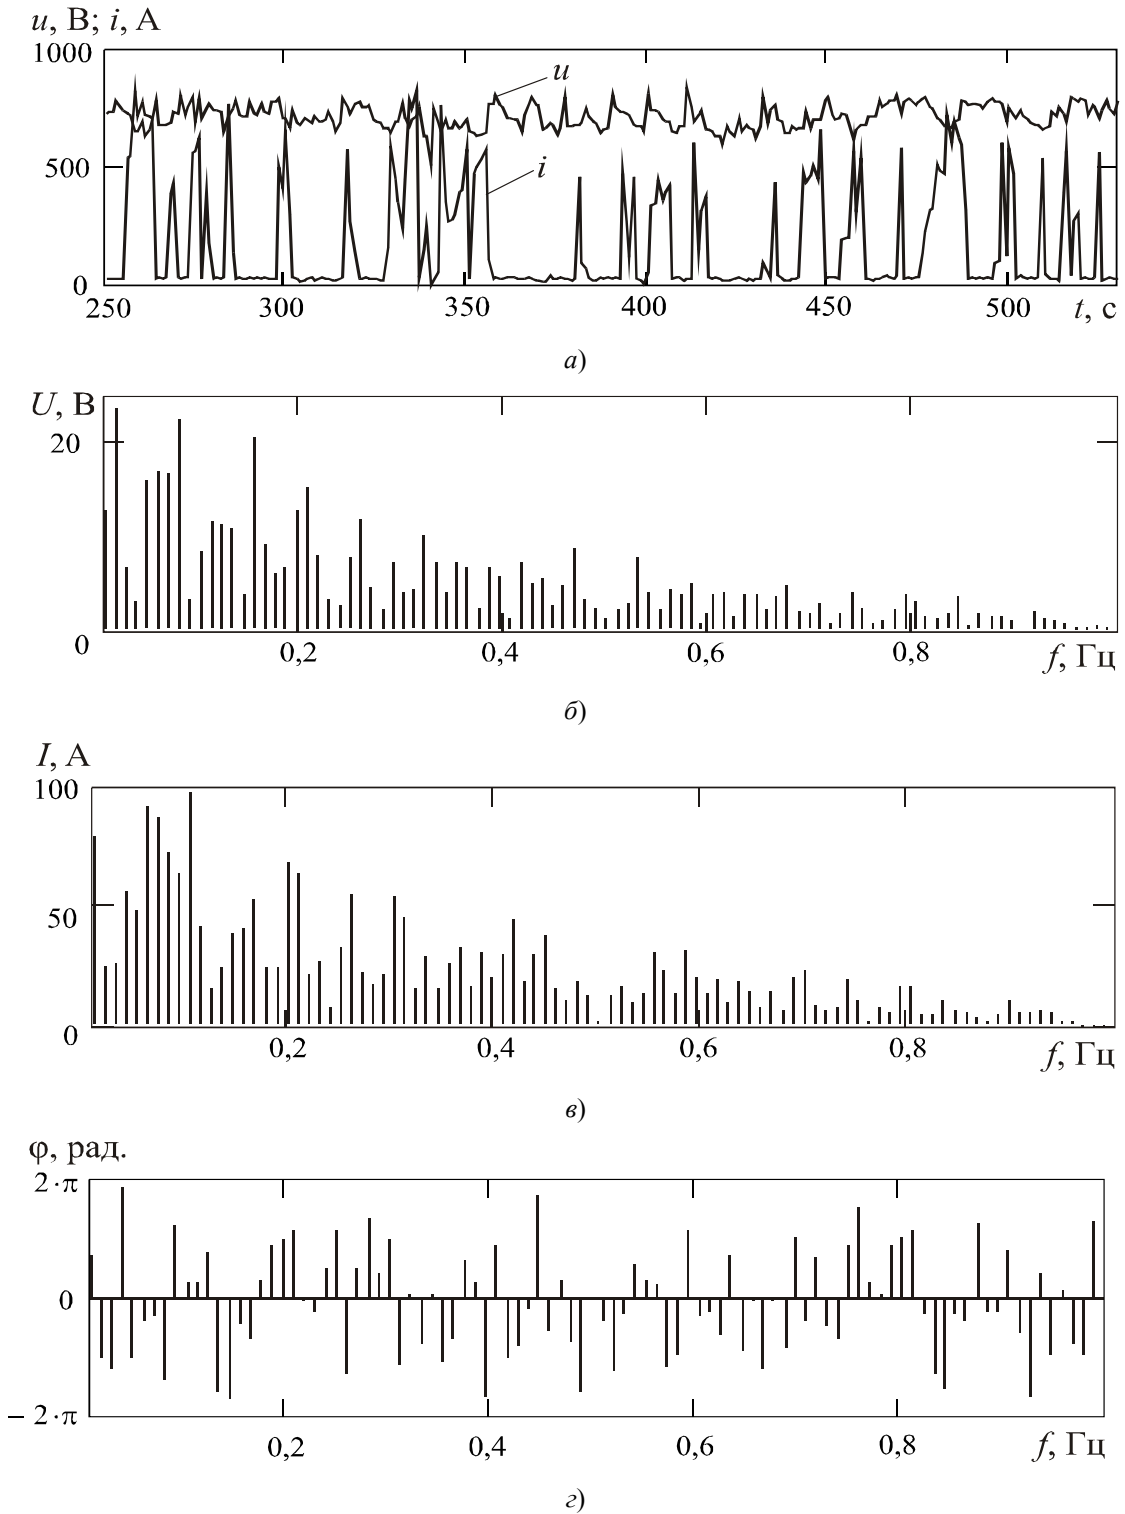 u, В; i, А
1000
u
500
i
0
250 300 350 400 450 500 t, с
а)
U, В
20
0
0,2 0,4 0,6 0,8 f, Гц
б)
I, А
100
50
0
0,2 0,4 0,6 0,8 f, Гц
в)
φ, рад.
2·π
0
− 2·π
0,2 0,4 0,6 0,8 f, Гц
г)